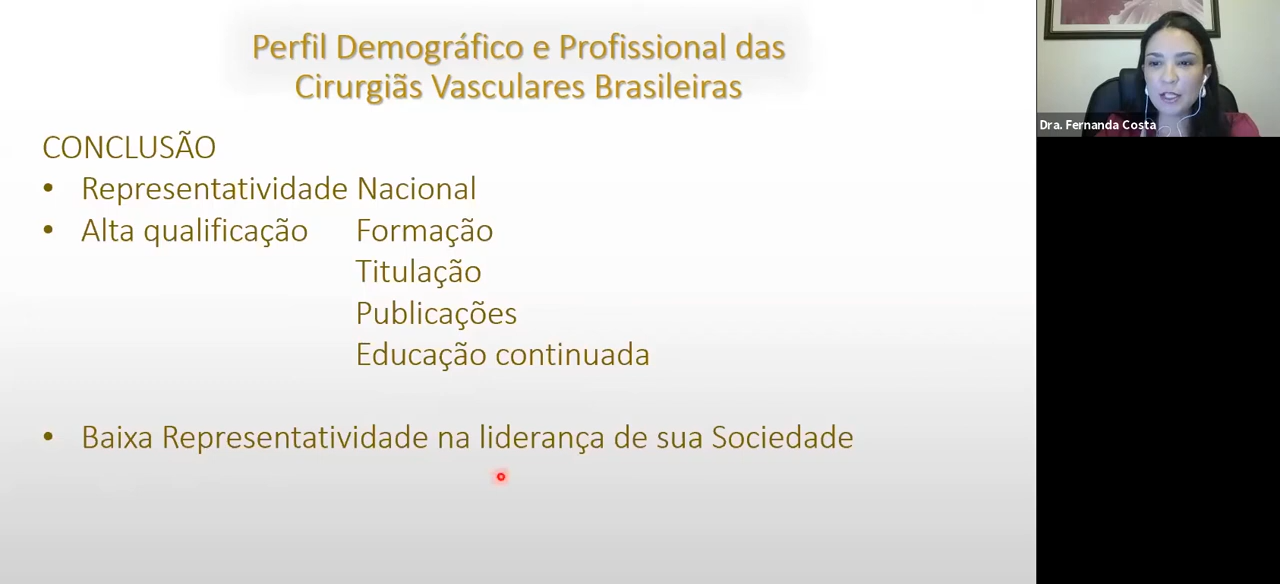 Perfil Demográfico e Profissional das
Cirurgiãs Vasculares Brasileiras
CONCLUSÃO
• Representatividade Nacional
• Alta qualificação Formação
Titulação
Publicações
Educação continuada
• Baixa Representatividade na liderança de sua Sociedade
Dra. Fernanda Costa